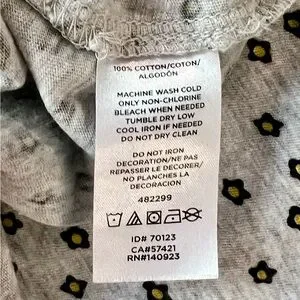 100% COTTON/COTON/
ALGODÓN
MACHINE WASH COLD
ONLY NON-CHLORINE
BLEACH WHEN NEEDED
TUMBLE DRY LOW
COOL IRON IF NEEDED
DO NOT DRY CLEAN
DO NOT IRON
DECORATION/NE PAS
REPASSER LE DECORER/
NO PLANCHES LA
DECORACION
482299
ID# 70123
CA#57421
RN#140923